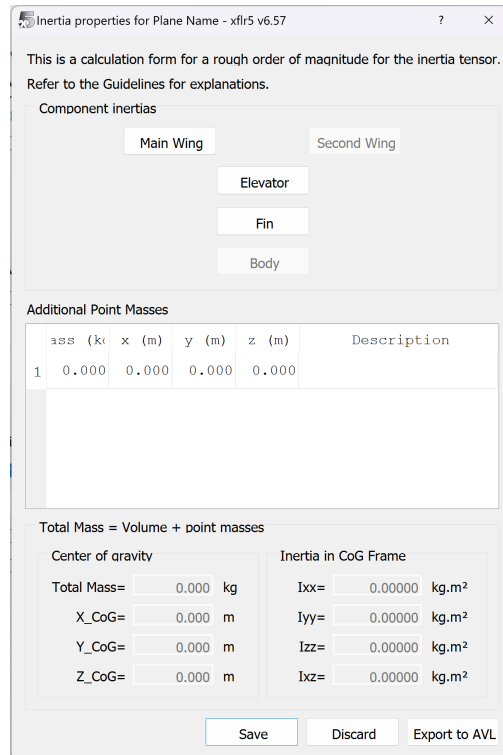 Inertia properties for Plane Name - xflr5 v6.57 ? ×
This is a calculation form for a rough order of magnitude for the inertia tensor.
Refer to the Guidelines for explanations.
Component inertias
Main Wing Second Wing
Elevator
Fin
Body
Additional Point Masses
ass (k x (m) y (m) z (m) Description
1 0.000 0.000 0.000 0.000
Total Mass = Volume + point masses
Center of gravity Inertia in CoG Frame
Total Mass= 0.000 kg Ixx= 0.00000 kg.m²
X_CoG= 0.000 m Iyy= 0.00000 kg.m²
Y_CoG= 0.000 m Izz= 0.00000 kg.m²
Z_CoG= 0.000 m Ixz= 0.00000 kg.m²
Save Discard Export to AVL